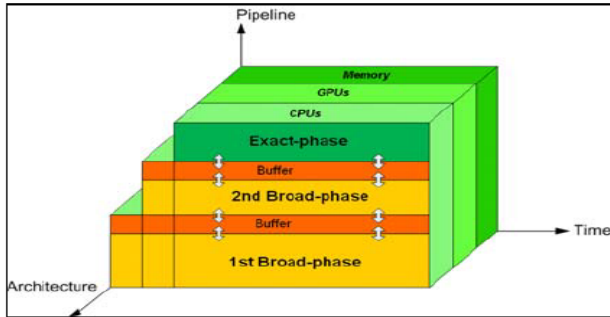 Pipeline
Memory
GPUs
CPUs
Exact-phase
Buffer
2nd Broad-phase
Buffer
Time
1st Broad-phase
Architecture